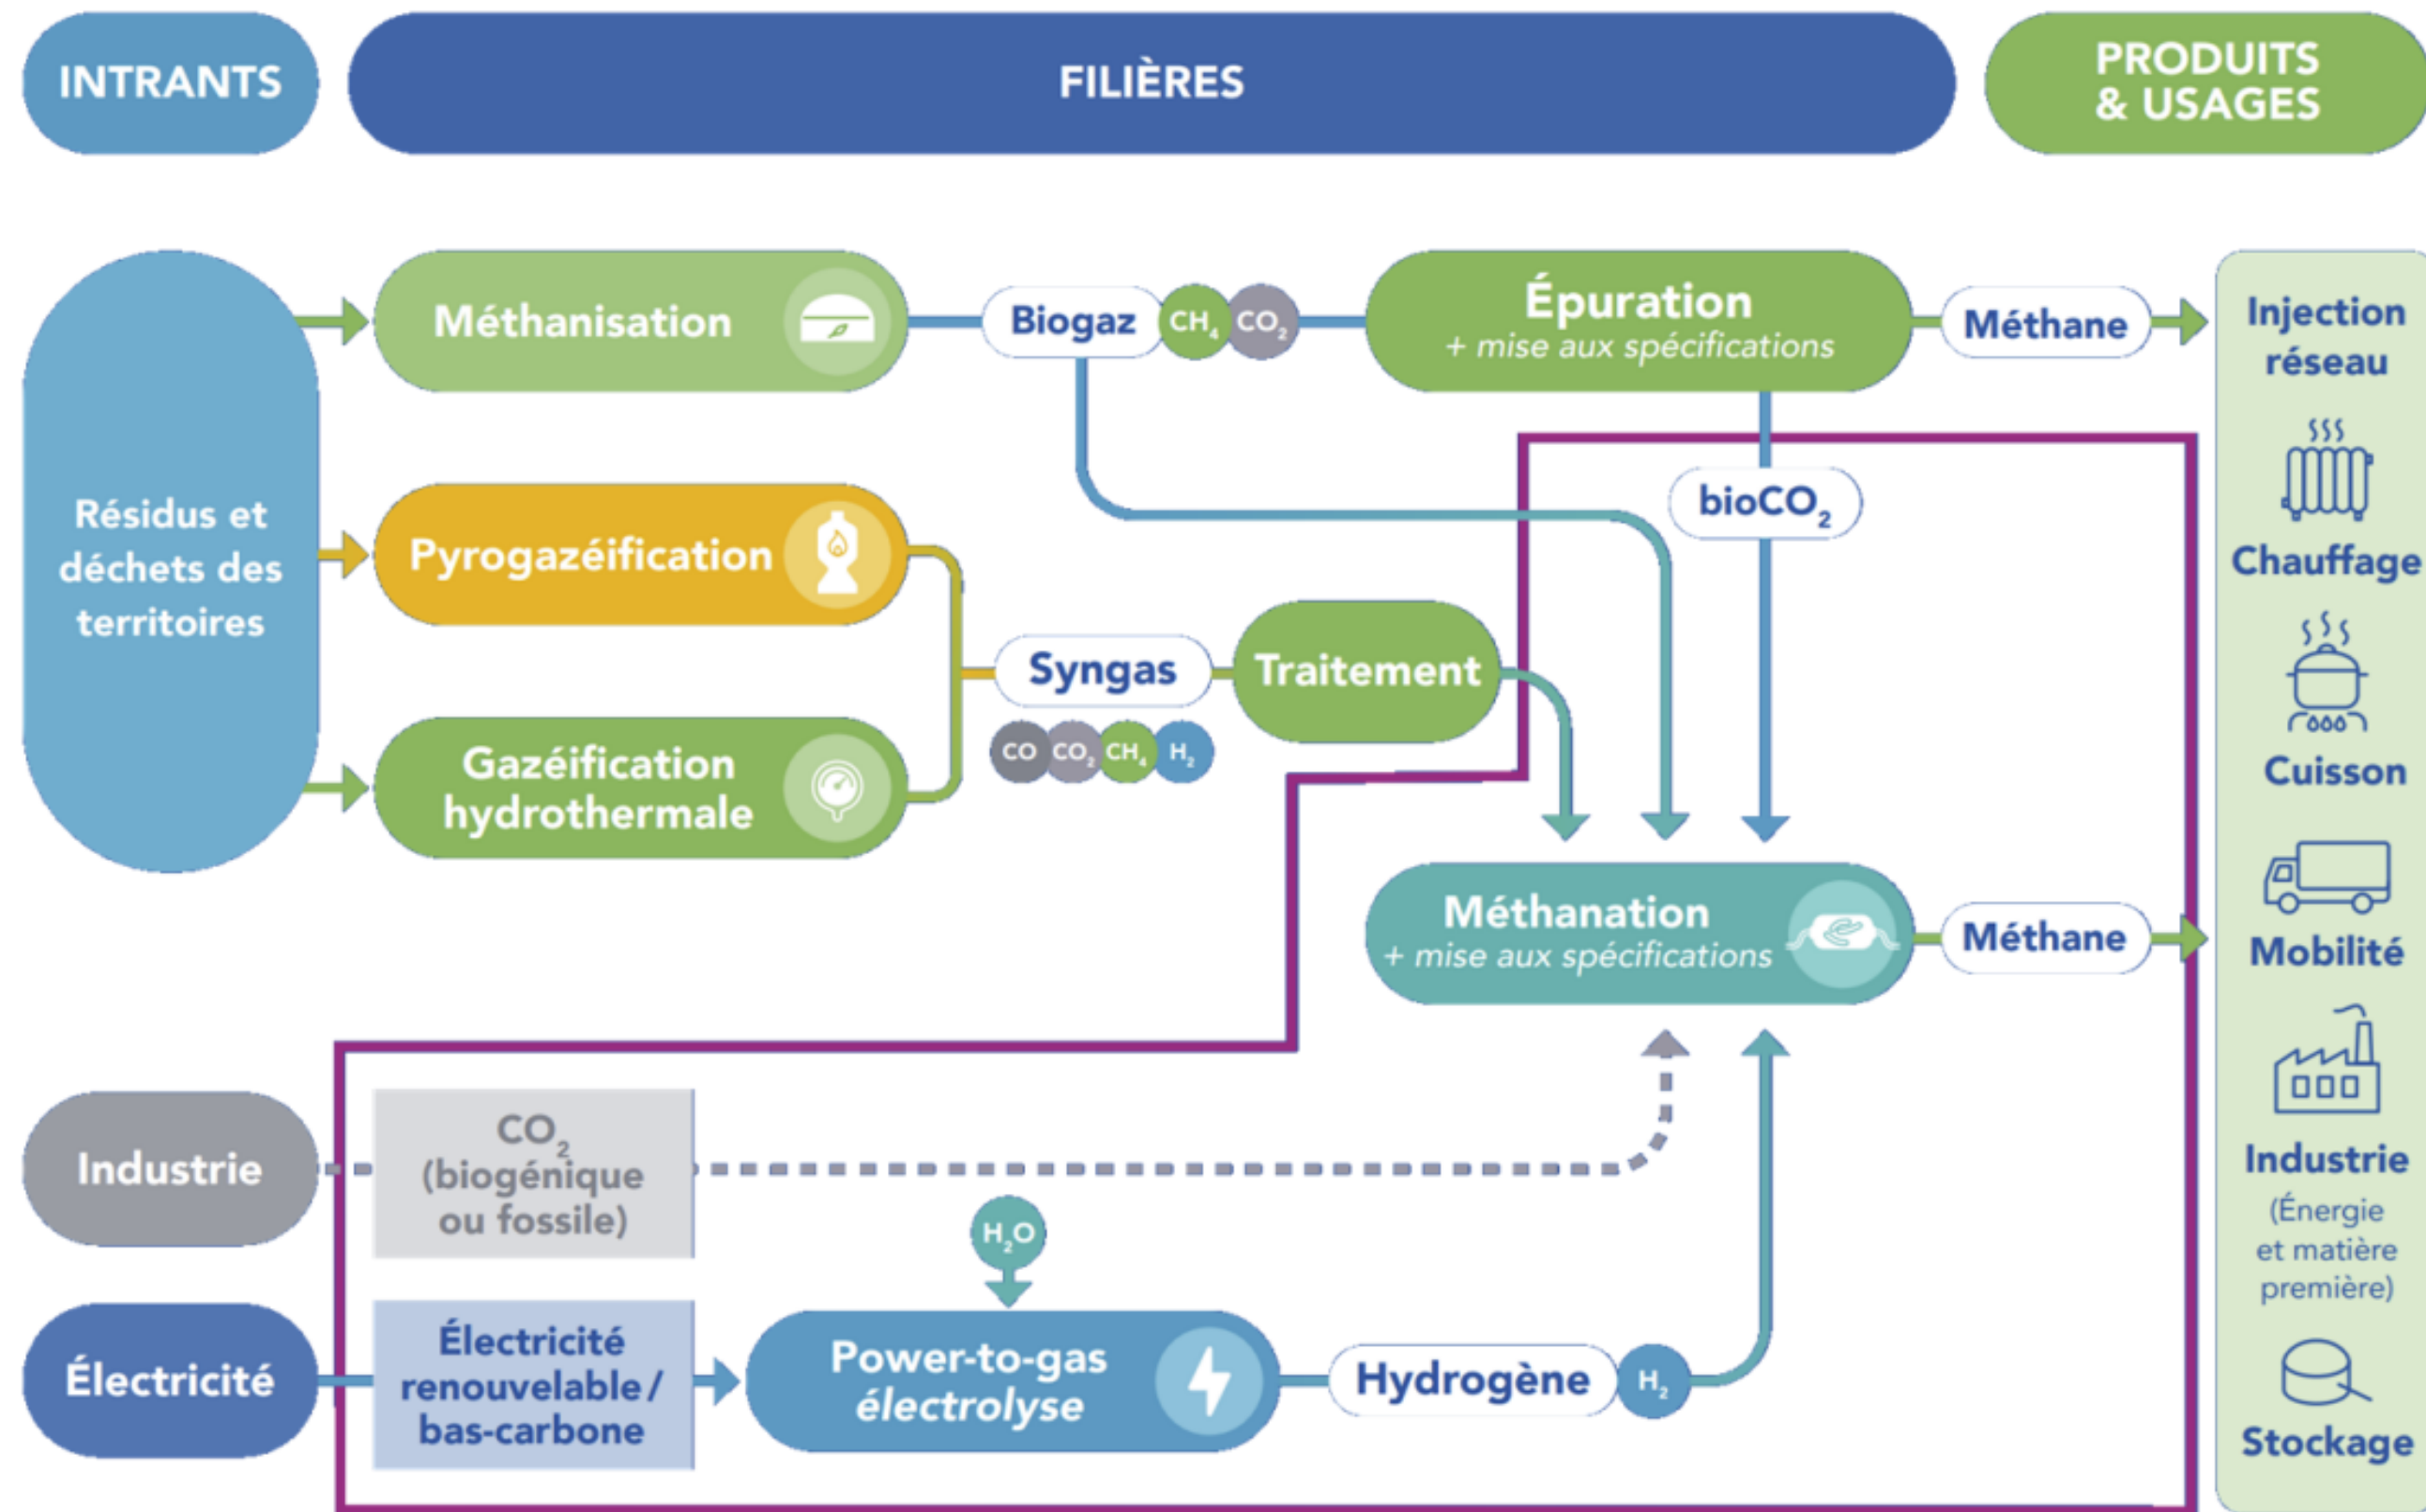 INTRANTS
FILIÈRES
PRODUITS
& USAGES
Résidus et
déchets des
territoires
Méthanisation
Biogaz
CH₄
CO₂
Épuration
+ mise aux spécifications
Méthane
bioCO₂
Pyrogazéification
Gazéification
hydrothermale
Syngas
CO
CO₂
CH₄
H₂
Traitement
Méthanation
+ mise aux spécifications
Méthane
Industrie
CO₂
(biogénique
ou fossile)
H₂O
Électricité
Électricité
renouvelable/
bas-carbone
Power-to-gas
électrolyse
Hydrogène
H₂
Injection
réseau
Chauffage
Cuisson
Mobilité
Industrie
(Énergie
et matière
première)
Stockage